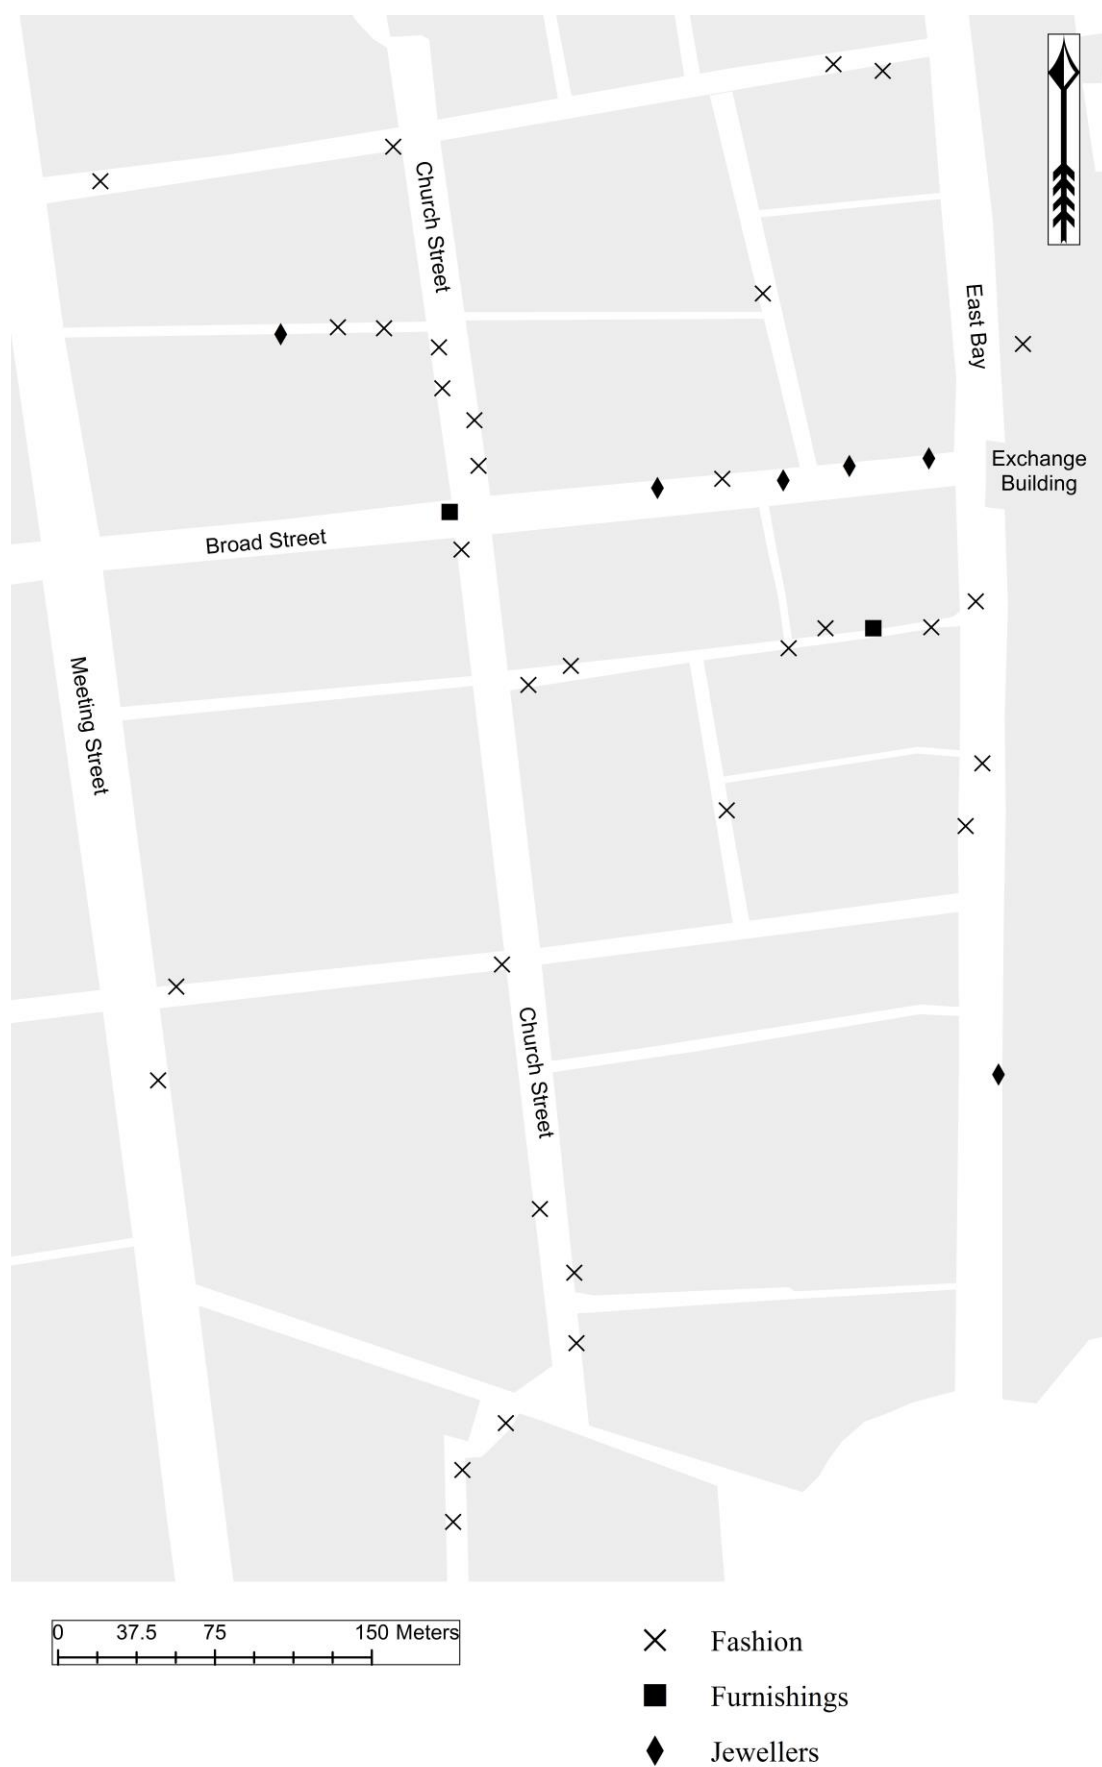 Church Street
East Bay
Exchange
Building
Broad Street
Meeting Street
Church Street
0 37.5 75 150 Meters
Fashion
Furnishings
Jewellers